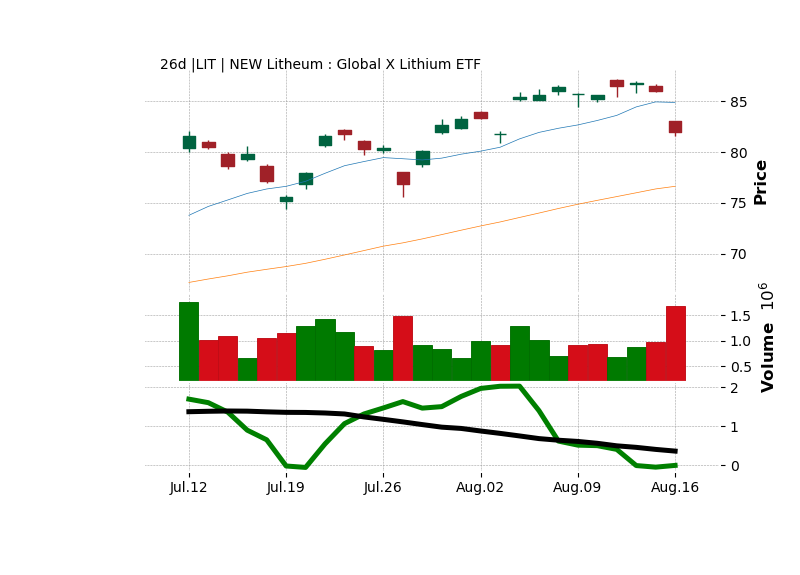 26d |LIT | NEW Litheum : Global X Lithium ETF
85
80
75
70
Price
10^6
1.5
1.0
0.5
Volume
2
1
0
Jul.12 Jul.19 Jul.26 Aug.02 Aug.09 Aug.16